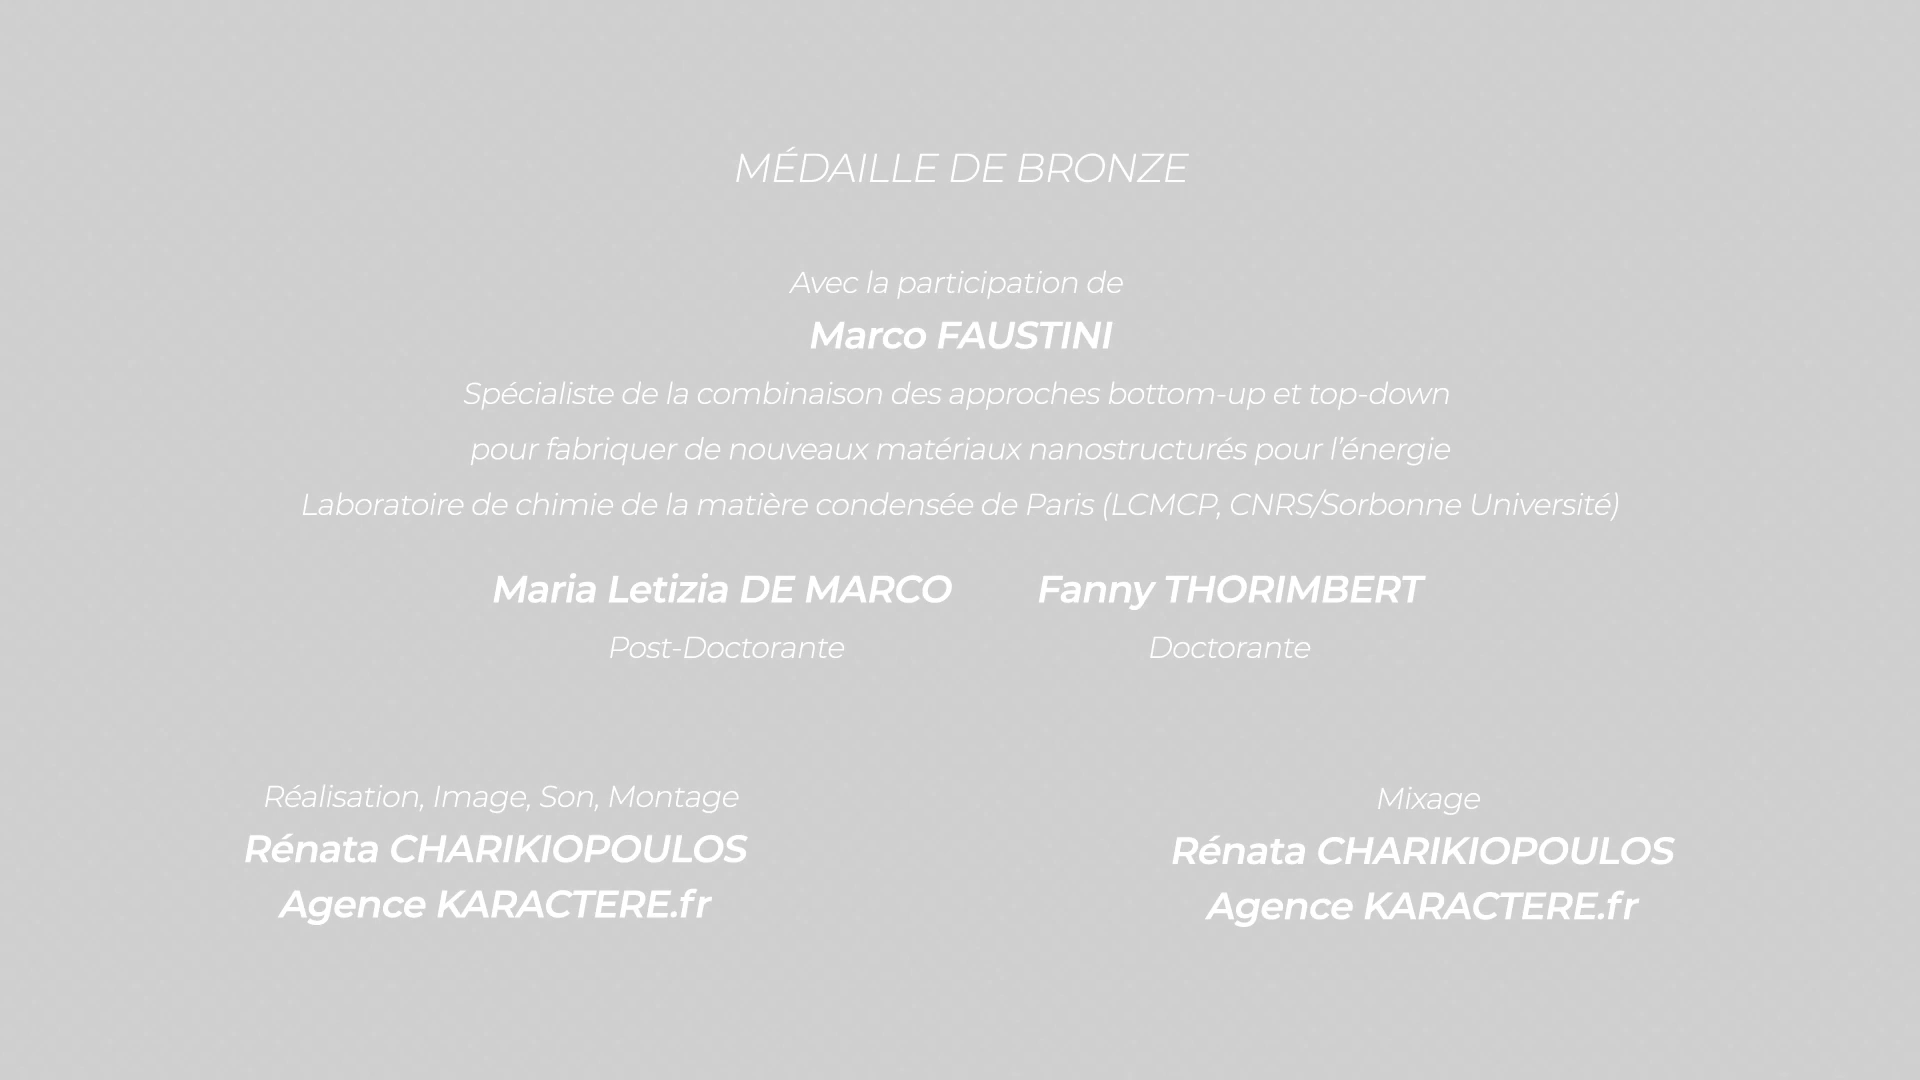 MÉDAILLE DE BRONZE
Avec la participation de
Marco FAUSTINI
Spécialiste de la combinaison des approches bottom-up et top-down
pour fabriquer de nouveaux matériaux nanostructurés pour l’énergie
Laboratoire de chimie de la matière condensée de Paris (LCMCP, CNRS/Sorbonne Université)
Maria Letizia DE MARCO
Post-Doctorante
Fanny THORIMBERT
Doctorante
Réalisation, Image, Son, Montage
Rénata CHARIKIOPOULOS
Agence KARACTERE.fr
Mixage
Rénata CHARIKIOPOULOS
Agence KARACTERE.fr